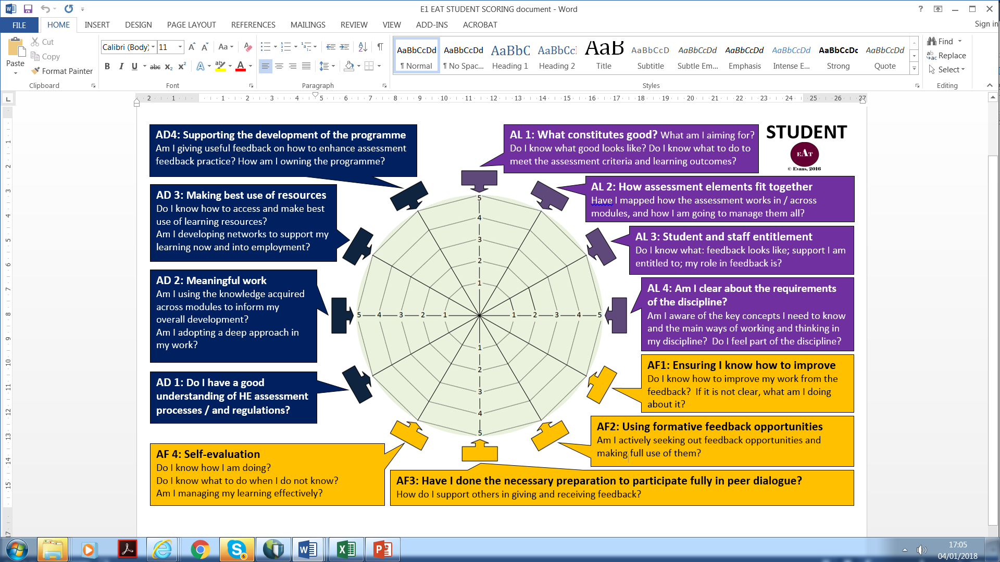 E1 EAT STUDENT SCORING document - Word
FILE HOME INSERT DESIGN PAGE LAYOUT REFERENCES MAILINGS REVIEW VIEW ADD-INS ACROBAT Sign in
Paste
Cut
Copy
Format Painter
Clipboard
Calibri (Body) 11
Font
Paragraph
AaBbCcDd AaBbCcDd AaBbC AaBbCcI AaB AaBbCcD AaBbCcDd AaBbCcDd AaBbCcDd AaBbCcDc AaBbCcDd
¶ Normal ¶ No Spac... Heading 1 Heading 2 Title Subtitle Subtle Em... Emphasis Intense E... Strong Quote
Styles
Find
Replace
Select
Editing
2 1 1 2 3 4 5 6 7 8 9 10 11 12 13 14 15 16 17 18 19 20 21 22 23 24 25 26 27
1 2 3 4 5 6 7 8 9 10 11 12 13 14 15 17
AD4: Supporting the development of the programme
Am I giving useful feedback on how to enhance assessment
feedback practice? How am I owning the programme?
AL 1: What constitutes good? What am I aiming for?
Do I know what good looks like? Do I know what to do to
meet the assessment criteria and learning outcomes?
STUDENT
EAT
© Evans, 2016
AD 3: Making best use of resources
Do I know how to access and make best
use of learning resources?
Am I developing networks to support my
learning now and into employment?
AL 2: How assessment elements fit together
Have I mapped how the assessment works in / across
modules, and how I am going to manage them all?
AL 3: Student and staff entitlement
Do I know what: feedback looks like; support I am
entitled to; my role in feedback is?
AD 2: Meaningful work
Am I using the knowledge acquired
across modules to inform my
overall development?
Am I adopting a deep approach in
my work?
AL 4: Am I clear about the requirements
of the discipline?
Am I aware of the key concepts I need to know
and the main ways of working and thinking in
my discipline? Do I feel part of the discipline?
5
4
3
2
1
5 4 3 2 1 1 2 3 4 5
1
2
3
4
5
AD 1: Do I have a good
understanding of HE assessment
processes / and regulations?
AF1: Ensuring I know how to improve
Do I know how to improve my work from the
feedback? If it is not clear, what am I doing
about it?
AF2: Using formative feedback opportunities
Am I actively seeking out feedback opportunities and
making full use of them?
AF 4: Self-evaluation
Do I know how I am doing?
Do I know what to do when I do not know?
Am I managing my learning effectively?
AF3: Have I done the necessary preparation to participate fully in peer dialogue?
How do I support others in giving and receiving feedback?
17:05
04/01/2018